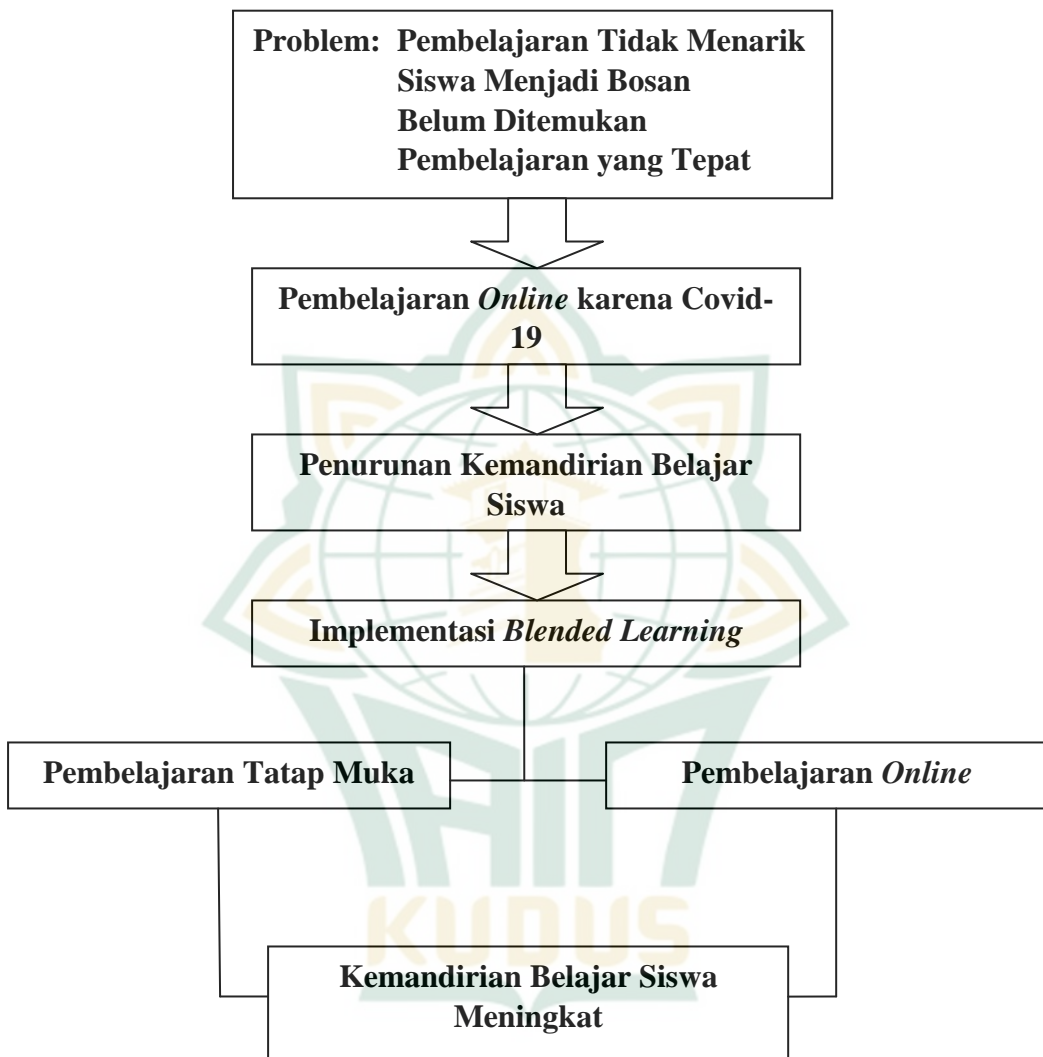 Problem: Pembelajaran Tidak Menarik
Siswa Menjadi Bosan
Belum Ditemukan
Pembelajaran yang Tepat
Pembelajaran Online karena Covid-
19
Penurunan Kemandirian Belajar
Siswa
Implementasi Blended Learning
Pembelajaran Tatap Muka
Pembelajaran Online
IAIN
KUDUS
Kemandirian Belajar Siswa
Meningkat